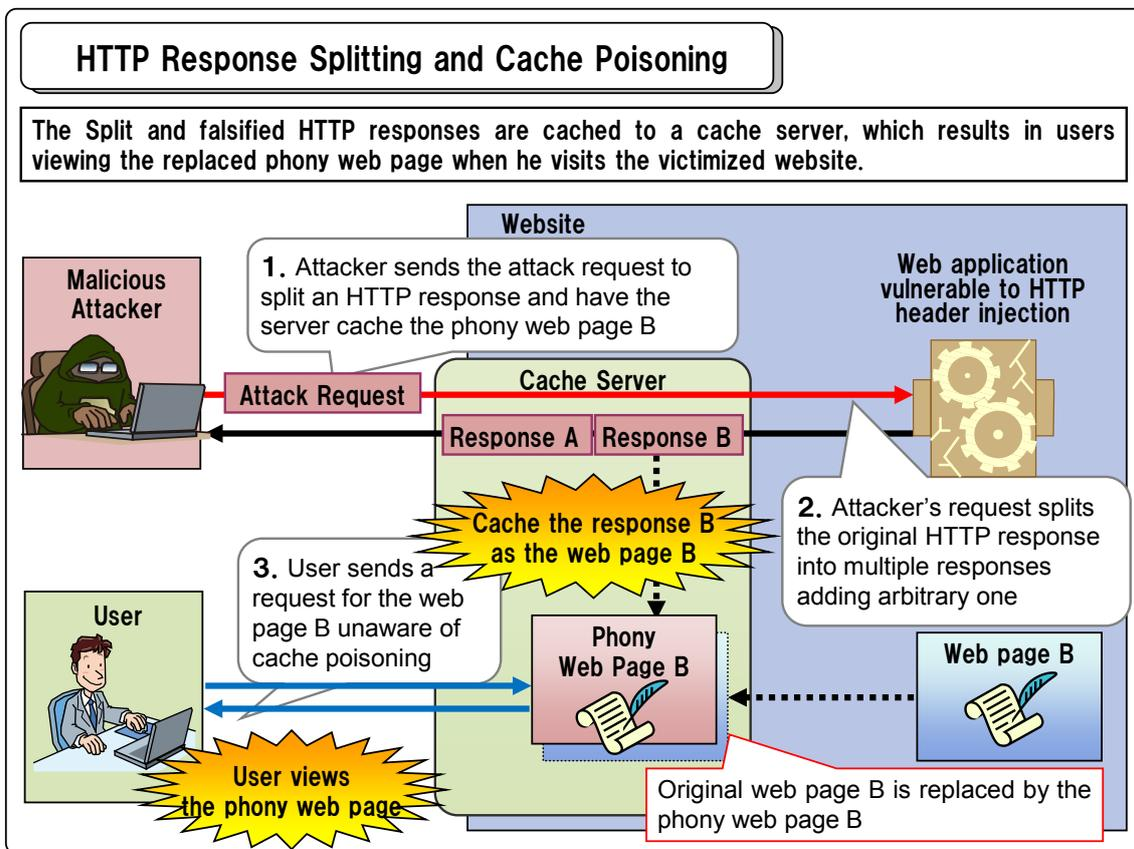 HTTP Response Splitting and Cache Poisoning
The Split and falsified HTTP responses are cached to a cache server, which results in users
viewing the replaced phony web page when he visits the victimized website.
Website
Malicious
Attacker
1. Attacker sends the attack request to
split an HTTP response and have the
server cache the phony web page B
Web application
vulnerable to HTTP
header injection
Cache Server
Attack Request
Response A
Response B
Cache the response B
as the web page B
2. Attacker's request splits
the original HTTP response
into multiple responses
adding arbitrary one
3. User sends a
request for the web
page B unaware of
cache poisoning
User
Phony
Web Page B
Web page B
User views
the phony web page
Original web page B is replaced by the
phony web page B